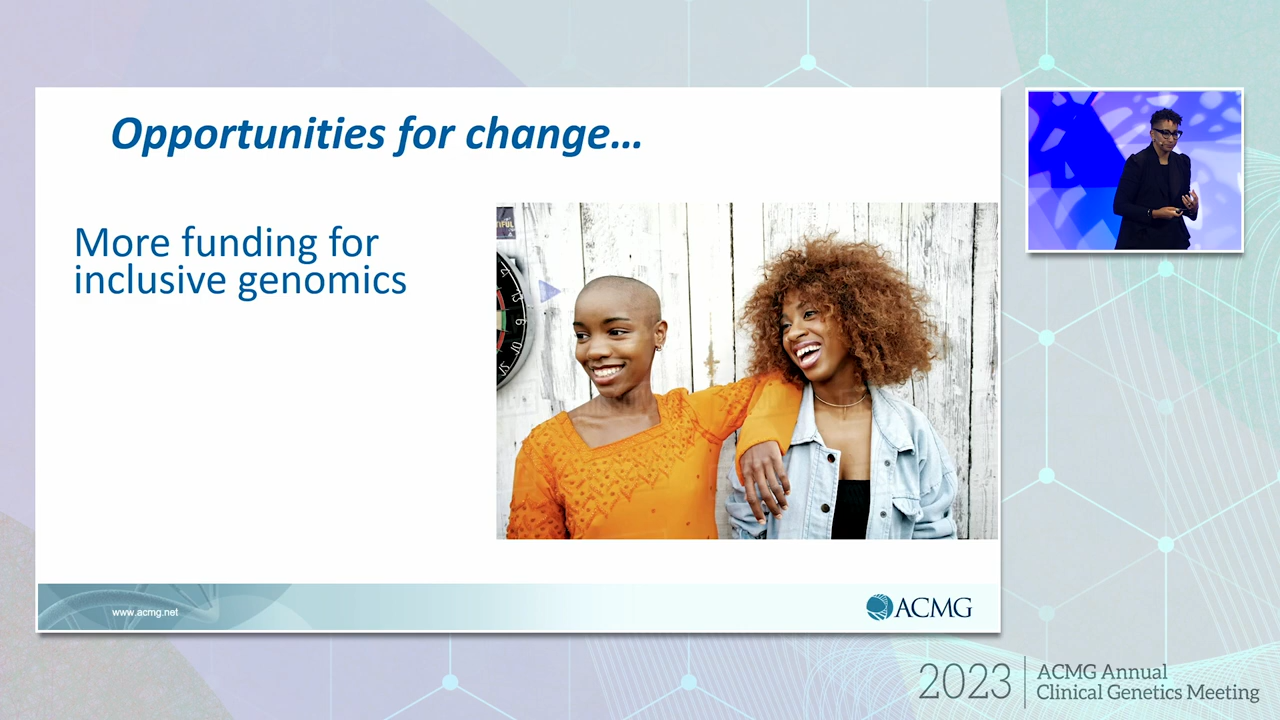 Opportunities for change...
More funding for
inclusive genomics
www.acmg.net
ACMG
2023
ACMG Annual
Clinical Genetics Meeting